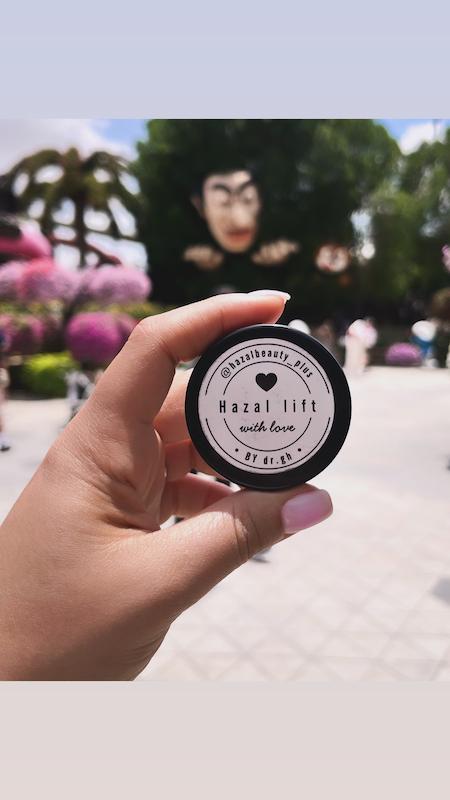 @hazalbeauty_plus
Hazal lift
with love
• BY dr.gh •